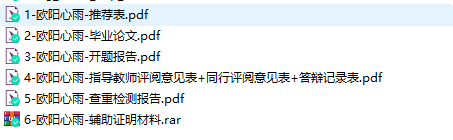 1-欧阳心雨-推荐表.pdf
2-欧阳心雨-毕业论文.pdf
3-欧阳心雨-开题报告.pdf
4-欧阳心雨-指导教师评阅意见表+同行评阅意见表+答辩记录表.pdf
5-欧阳心雨-查重检测报告.pdf
6-欧阳心雨-辅助证明材料.rar